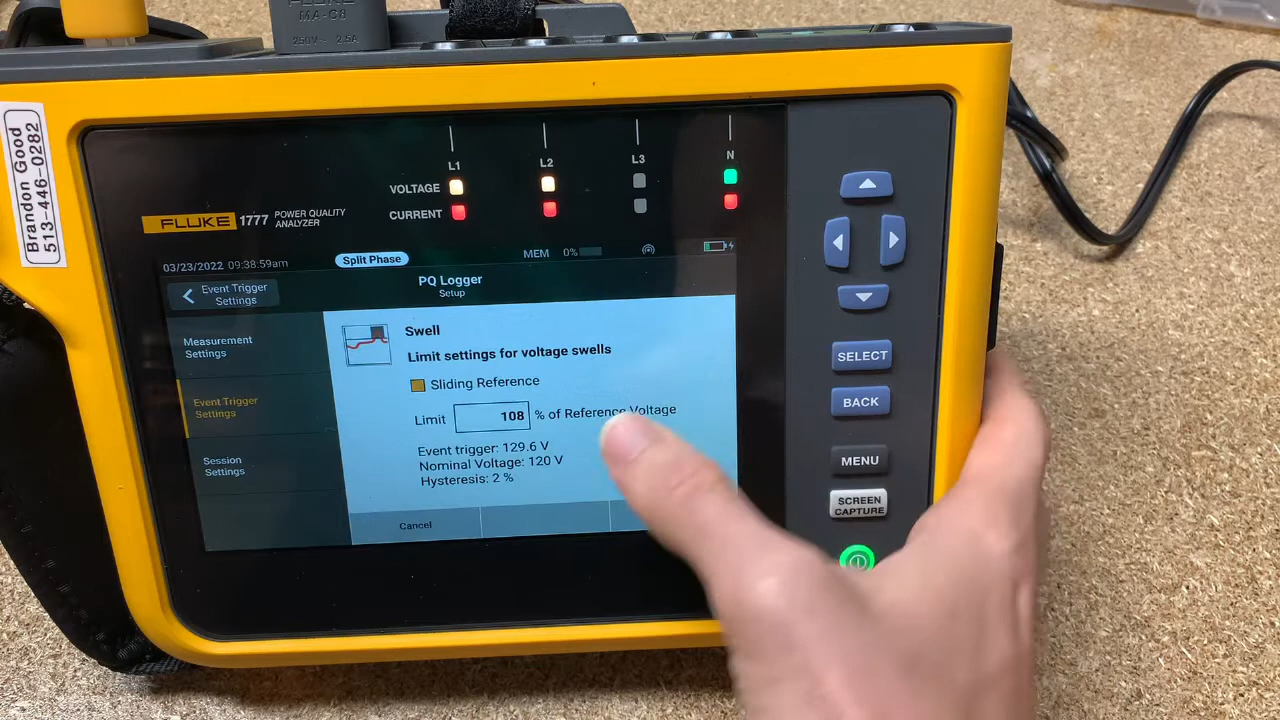 FLUKE
MA-C8
250V~ 2.5A
Brandon Good
513-446-0282
L1
L2
L3
N
VOLTAGE
CURRENT
FLUKE 1777 POWER QUALITY
ANALYZER
03/23/2022 09:38:59am
Split Phase
MEM 0%
Event Trigger
Settings
PQ Logger
Setup
Measurement
Settings
Event Trigger
Settings
Session
Settings
Swell
Limit settings for voltage swells
Sliding Reference
Limit 108 % of Reference Voltage
Event trigger: 129.6 V
Nominal Voltage: 120 V
Hysteresis: 2 %
Cancel
SELECT
BACK
MENU
SCREEN
CAPTURE